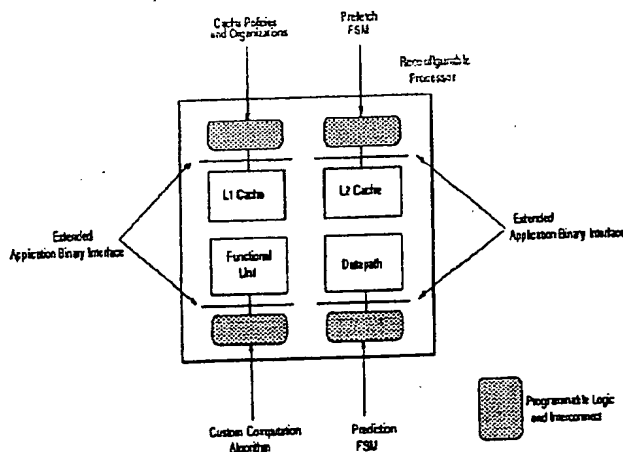 Cache Policies
and Organizations
Prefetch
FSM
Reconfigurable
Processor
L1 Cache
L2 Cache
Extended
Application Binary Interface
Extended
Application Binary Interface
Functional
Unit
Datapath
Custom Computation
Algorithm
Prediction
FSM
Programmable Logic
and Interconnect